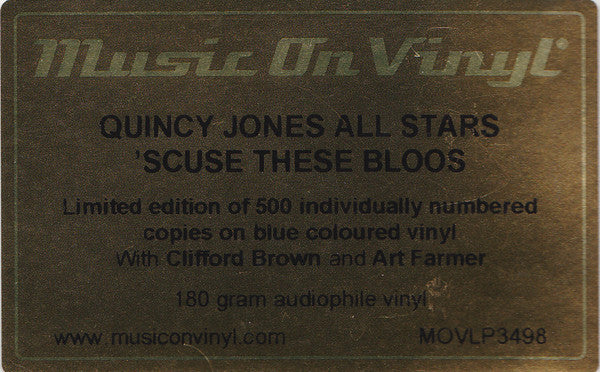 Music On Vinyl®
QUINCY JONES ALL STARS
'SCUSE THESE BLOOS
Limited edition of 500 individually numbered
copies on blue coloured vinyl
With Clifford Brown and Art Farmer
180 gram audiophile vinyl
www.musiconvinyl.com MOVLP3498